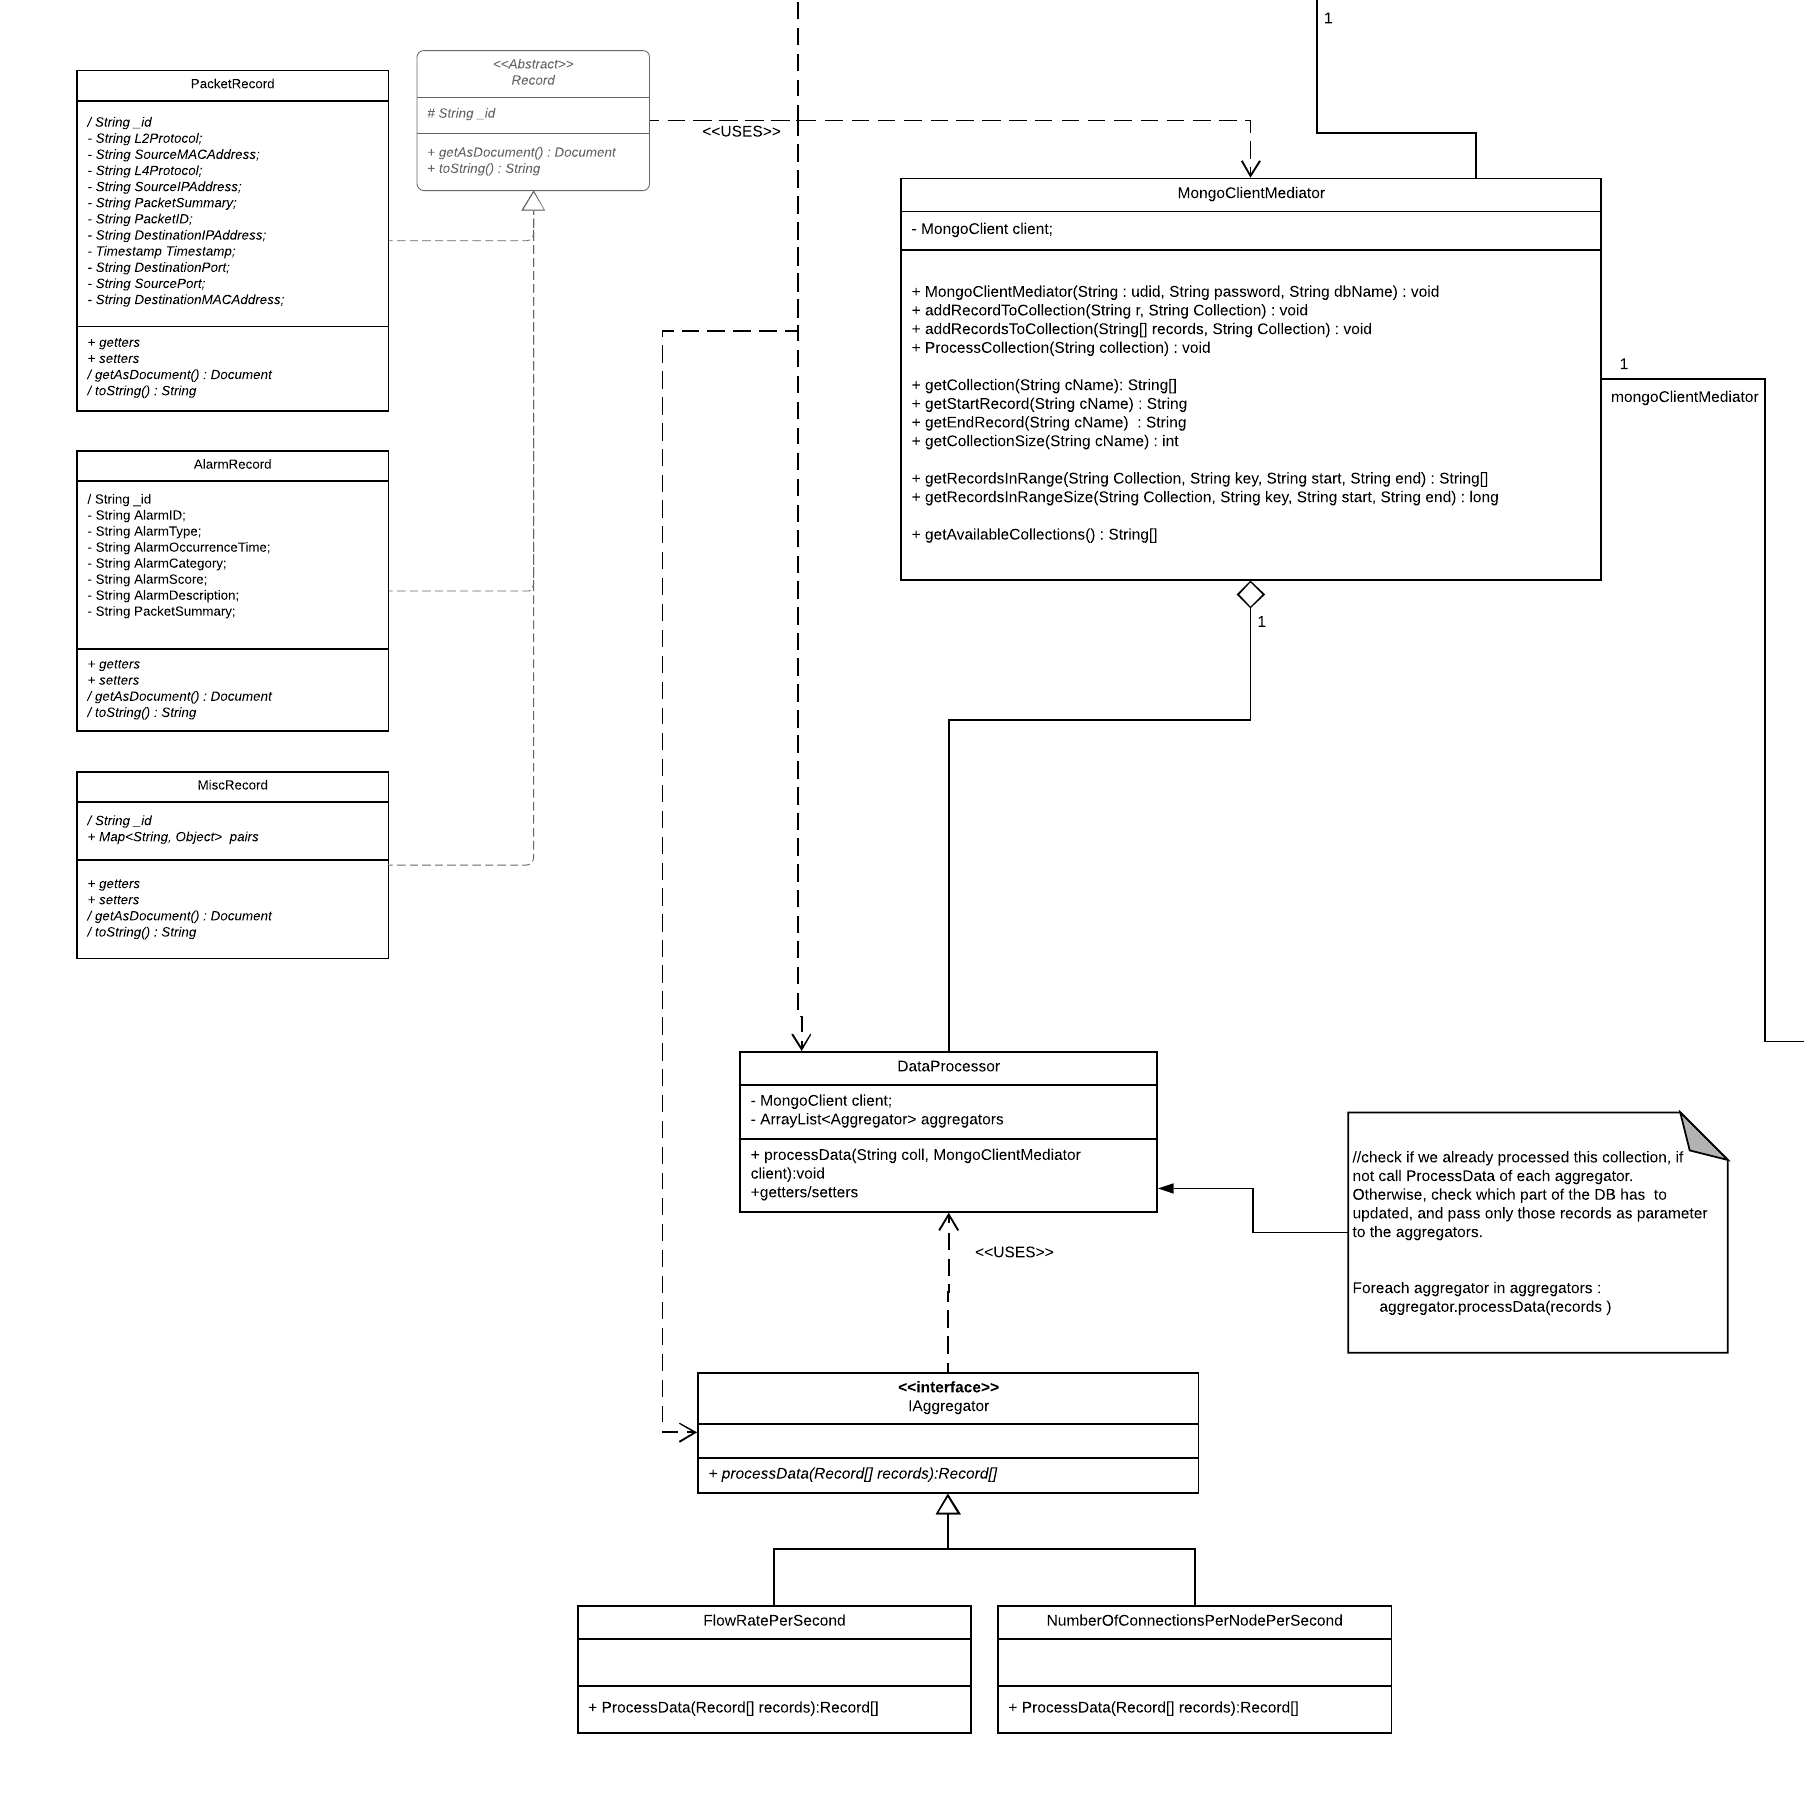 1
PacketRecord
/ String _id
- String L2Protocol;
- String SourceMACAddress;
- String L4Protocol;
- String SourceIPAddress;
- String PacketSummary;
- String PacketID;
- String DestinationIPAddress;
- Timestamp Timestamp;
- String DestinationPort;
- String SourcePort;
- String DestinationMACAddress;
+ getters
+ setters
/ getAsDocument() : Document
/ toString() : String
<<Abstract>>
Record
# String _id
+ getAsDocument() : Document
+ toString() : String
<<USES>>
MongoClientMediator
- MongoClient client;
+ MongoClientMediator(String : udid, String password, String dbName) : void
+ addRecordToCollection(String r, String Collection) : void
+ addRecordsToCollection(String[] records, String Collection) : void
+ ProcessCollection(String collection) : void
+ getCollection(String cName): String[]
+ getStartRecord(String cName) : String
+ getEndRecord(String cName)  : String
+ getCollectionSize(String cName) : int
+ getRecordsInRange(String Collection, String key, String start, String end) : String[]
+ getRecordsInRangeSize(String Collection, String key, String start, String end) : long
+ getAvailableCollections() : String[]
1
mongoClientMediator
1
AlarmRecord
/ String _id
- String AlarmID;
- String AlarmType;
- String AlarmOccurrenceTime;
- String AlarmCategory;
- String AlarmScore;
- String AlarmDescription;
- String PacketSummary;
+ getters
+ setters
/ getAsDocument() : Document
/ toString() : String
MiscRecord
/ String _id
+ Map<String, Object>  pairs
+ getters
+ setters
/ getAsDocument() : Document
/ toString() : String
DataProcessor
- MongoClient client;
- ArrayList<Aggregator> aggregators
+ processData(String coll, MongoClientMediator
client):void
+getters/setters
//check if we already processed this collection, if
not call ProcessData of each aggregator.
Otherwise, check which part of the DB has  to
updated, and pass only those records as parameter
to the aggregators.
Foreach aggregator in aggregators :
aggregator.processData(records )
<<USES>>
<<interface>>
IAggregator
+ processData(Record[] records):Record[]
FlowRatePerSecond
+ ProcessData(Record[] records):Record[]
NumberOfConnectionsPerNodePerSecond
+ ProcessData(Record[] records):Record[]